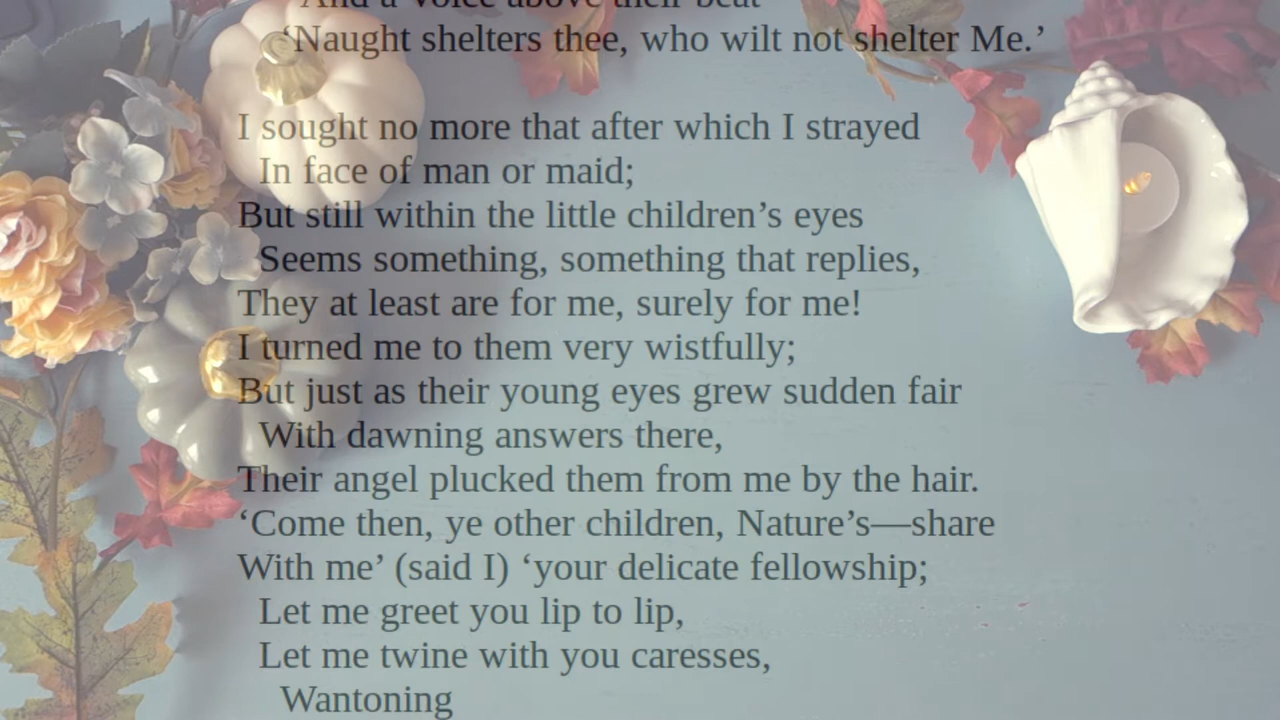 And a voice above their beat
‘Naught shelters thee, who wilt not shelter Me.’
I sought no more that after which I strayed
In face of man or maid;
But still within the little children’s eyes
Seems something, something that replies,
They at least are for me, surely for me!
I turned me to them very wistfully;
But just as their young eyes grew sudden fair
With dawning answers there,
Their angel plucked them from me by the hair.
‘Come then, ye other children, Nature’s—share
With me’ (said I) ‘your delicate fellowship;
Let me greet you lip to lip,
Let me twine with you caresses,
Wantoning